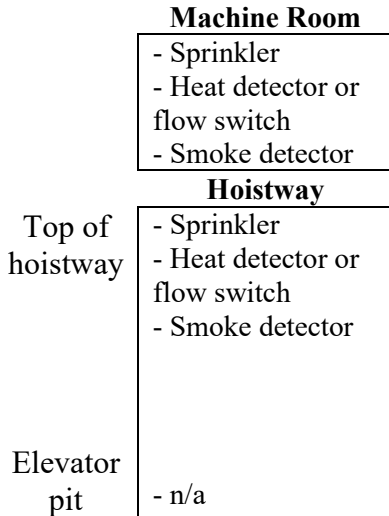 Machine Room
- Sprinkler
- Heat detector or
flow switch
- Smoke detector
Hoistway
Top of
hoistway
- Sprinkler
- Heat detector or
flow switch
- Smoke detector
Elevator
pit
- n/a